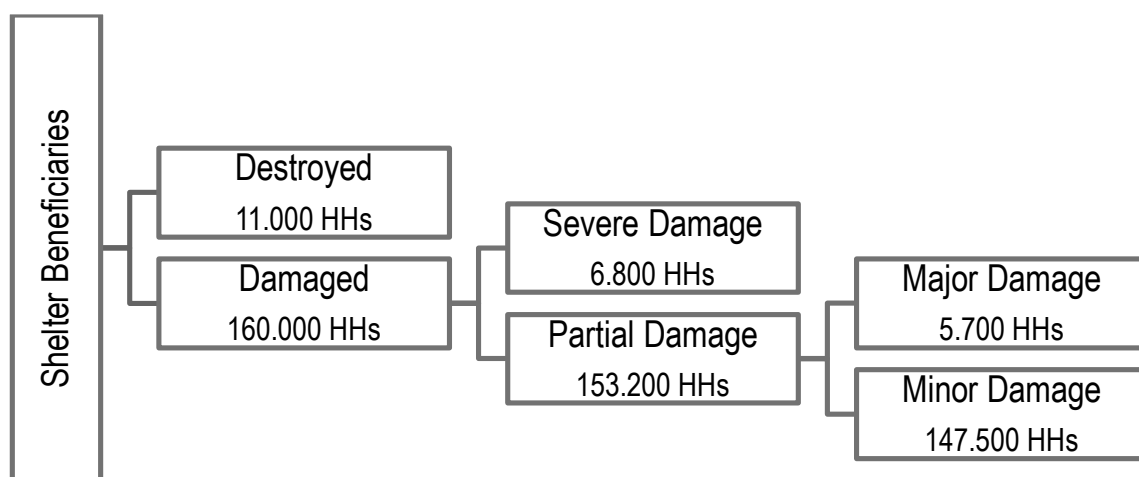 Shelter Beneficiaries
Destroyed
11.000 HHs
Damaged
160.000 HHs
Severe Damage
6.800 HHs
Partial Damage
153.200 HHs
Major Damage
5.700 HHs
Minor Damage
147.500 HHs